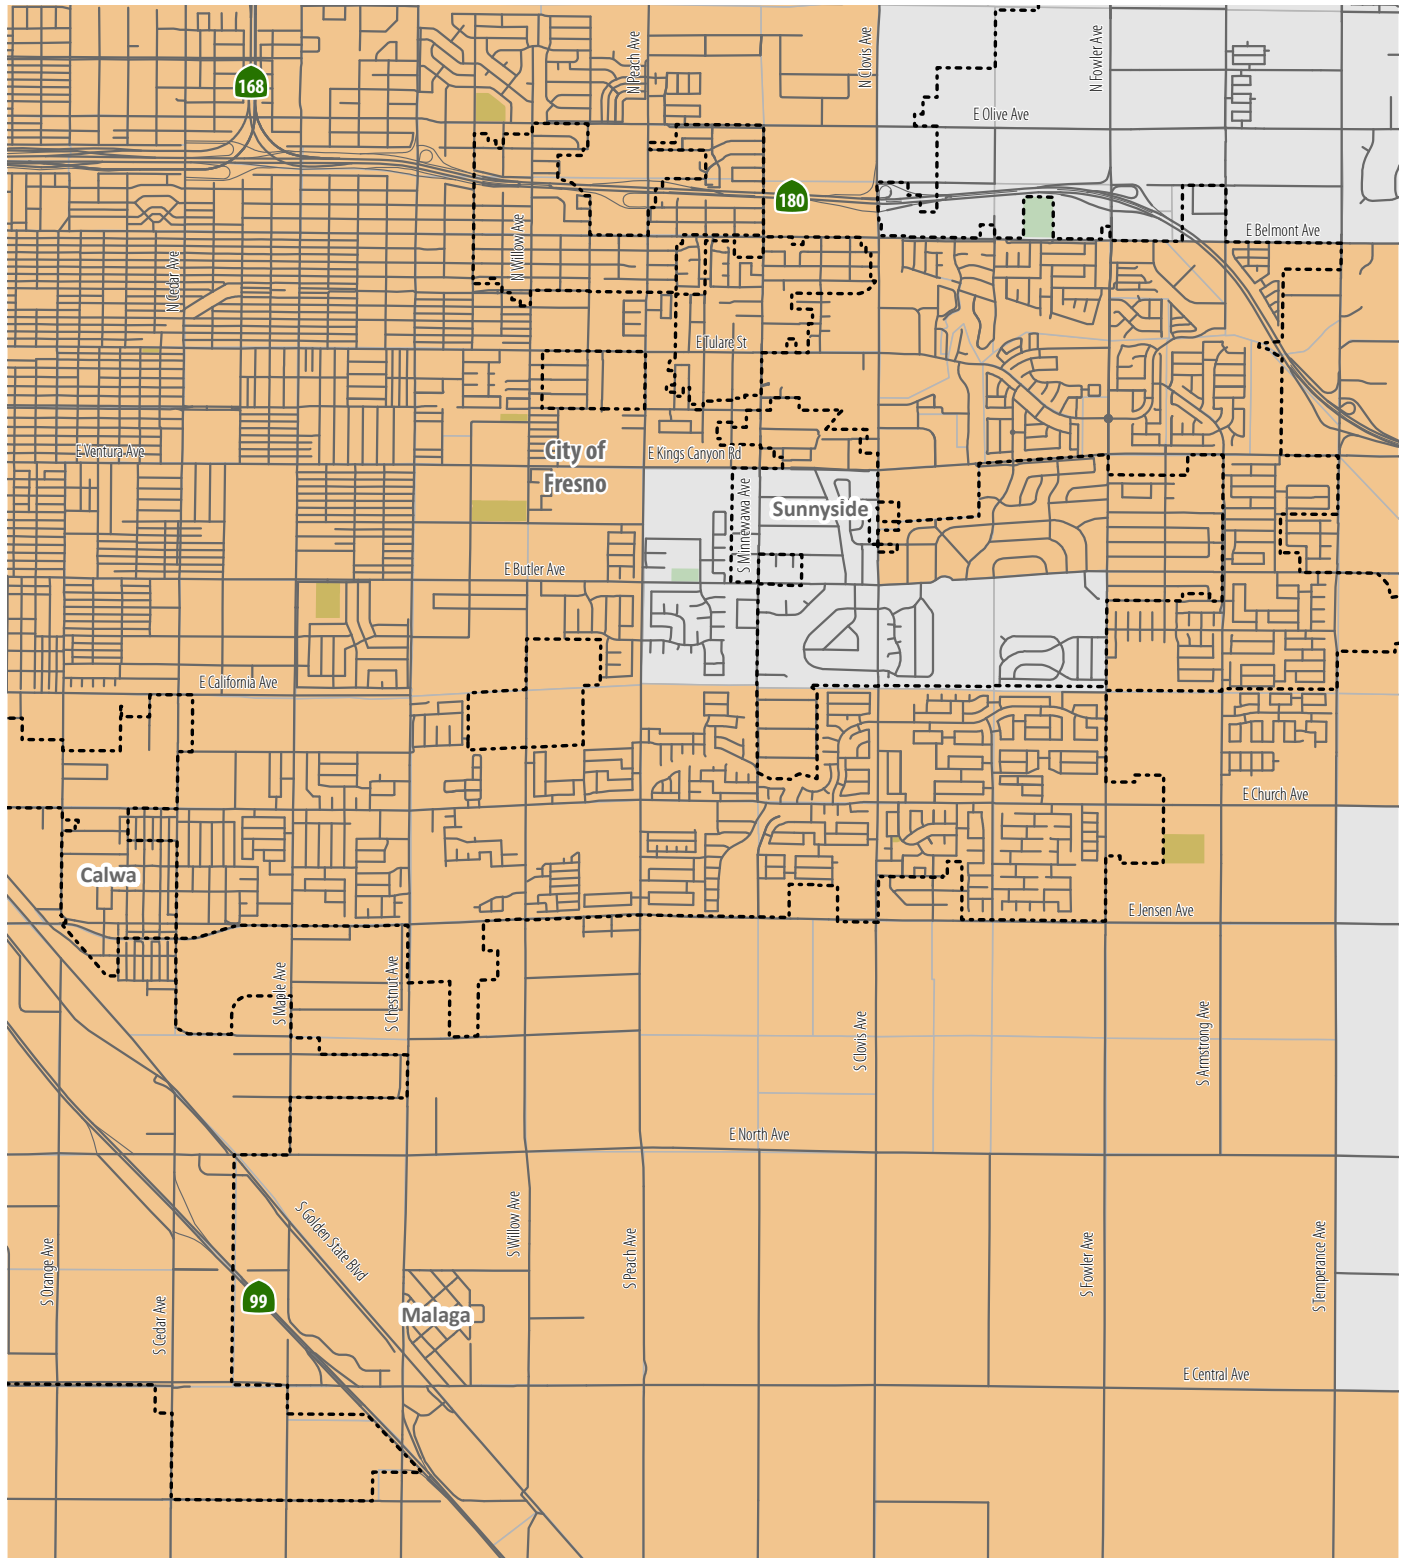 N Peach Ave
N Clovis Ave
N Fowler Ave
168
E Olive Ave
180
N Willow Ave
E Belmont Ave
N Cedar Ave
E Tulare St
E Ventura Ave
City of
Fresno
E Kings Canyon Rd
S Minnewawa Ave
Sunnyside
E Butler Ave
E California Ave
E Church Ave
Calwa
E Jensen Ave
S Maple Ave
S Chestnut Ave
S Clovis Ave
S Armstrong Ave
E North Ave
S Golden State Blvd
S Willow Ave
S Peach Ave
S Fowler Ave
S Temperance Ave
S Orange Ave
S Cedar Ave
99
Malaga
E Central Ave